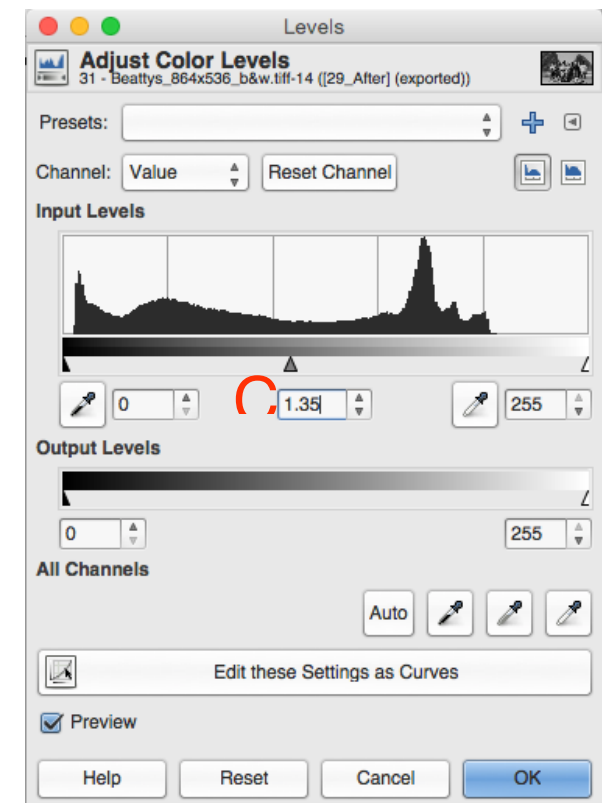 Levels
Adjust Color Levels
31 - Beattys_864x536_b&w.tiff-14 ([29_After] (exported))
Presets:
Channel: Value Reset Channel
Input Levels
0 1.35 255
Output Levels
0 255
All Channels
Auto
Edit these Settings as Curves
Preview
Help Reset Cancel OK